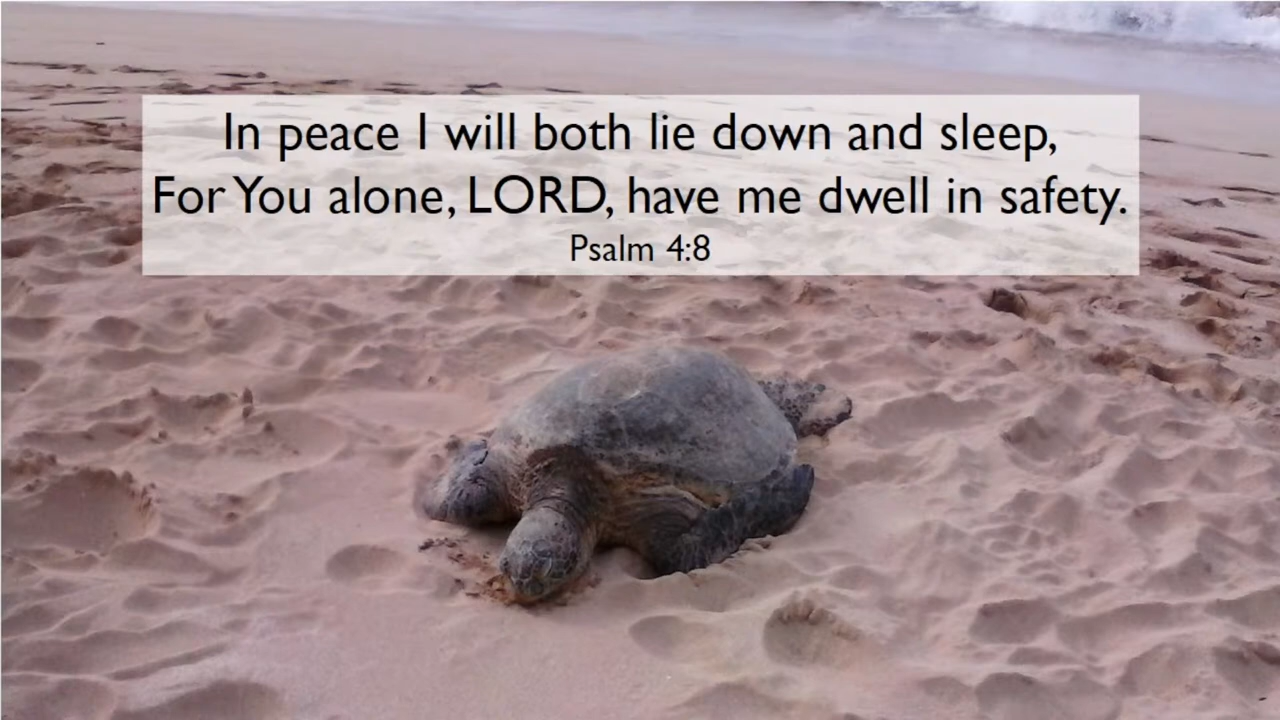 In peace I will both lie down and sleep,
For You alone, LORD, have me dwell in safety.
Psalm 4:8